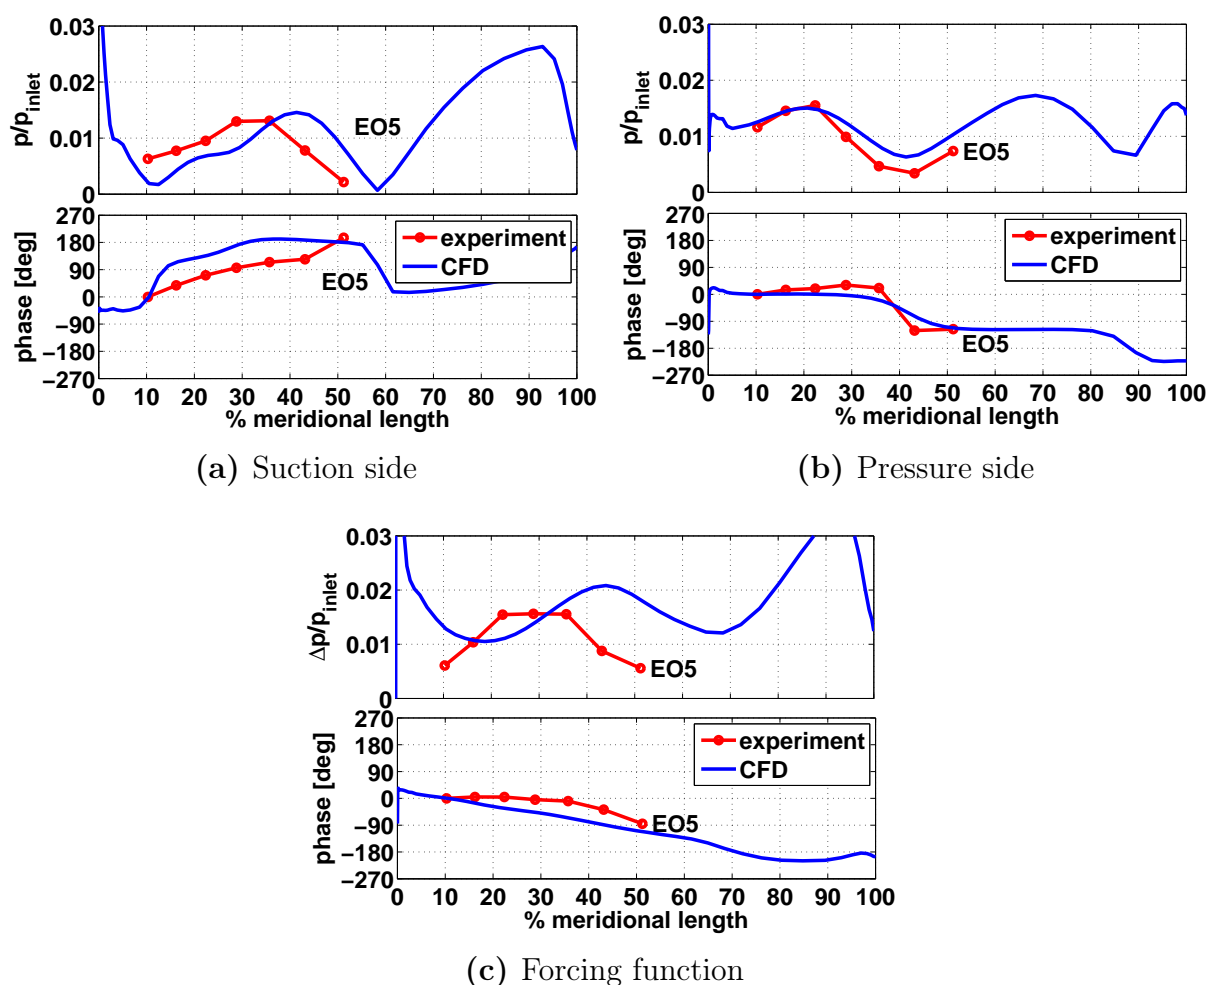 0.03
0.02
0.01
0
p/p_inlet
EO5
270
180
90
0
−90
−180
−270
phase [deg]
experiment
CFD
EO5
0 10 20 30 40 50 60 70 80 90 100
% meridional length
(a) Suction side
0.03
0.02
0.01
0
p/p_inlet
EO5
270
180
90
0
−90
−180
−270
phase [deg]
experiment
CFD
EO5
0 10 20 30 40 50 60 70 80 90 100
% meridional length
(b) Pressure side
0.03
0.02
0.01
0
Δp/p_inlet
EO5
270
180
90
0
−90
−180
−270
phase [deg]
experiment
CFD
EO5
0 10 20 30 40 50 60 70 80 90 100
% meridional length
(c) Forcing function